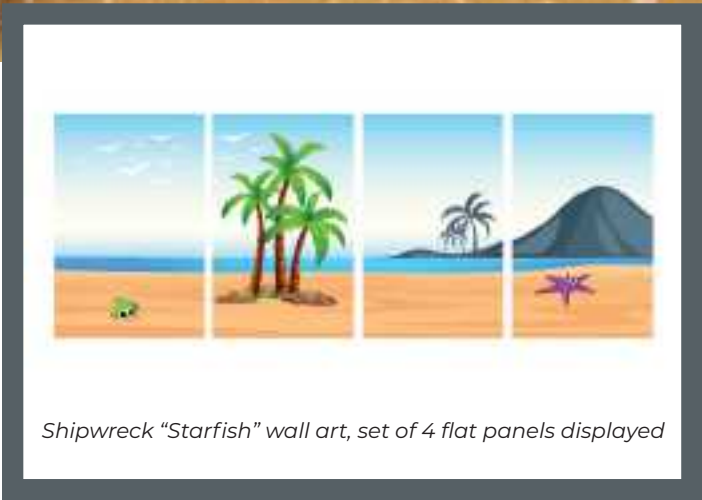 Shipwreck “Starfish” wall art, set of 4 flat panels displayed